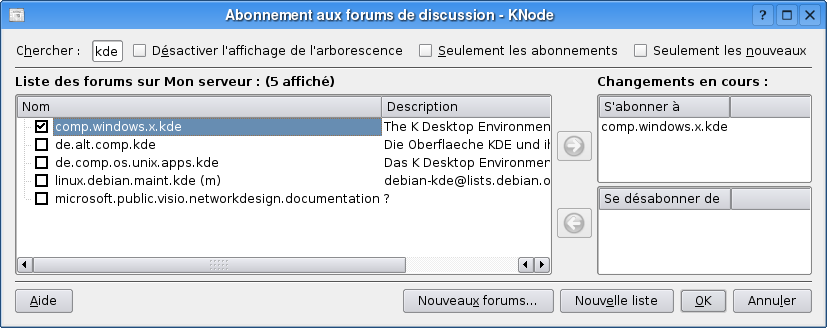 Abonnement aux forums de discussion - KNode
Chercher : kde Désactiver l'affichage de l'arborescence Seulement les abonnements Seulement les nouveaux
Liste des forums sur Mon serveur : (5 affiché) Changements en cours :
Nom Description S'abonner à
comp.windows.x.kde The K Desktop Environmen comp.windows.x.kde
de.alt.comp.kde Die Oberflaeche KDE und ih
de.comp.os.unix.apps.kde Das K Desktop Environmen
linux.debian.maint.kde (m) debian-kde@lists.debian.o
microsoft.public.visio.networkdesign.documentation ? Se désabonner de
Aide Nouveaux forums... Nouvelle liste OK Annuler